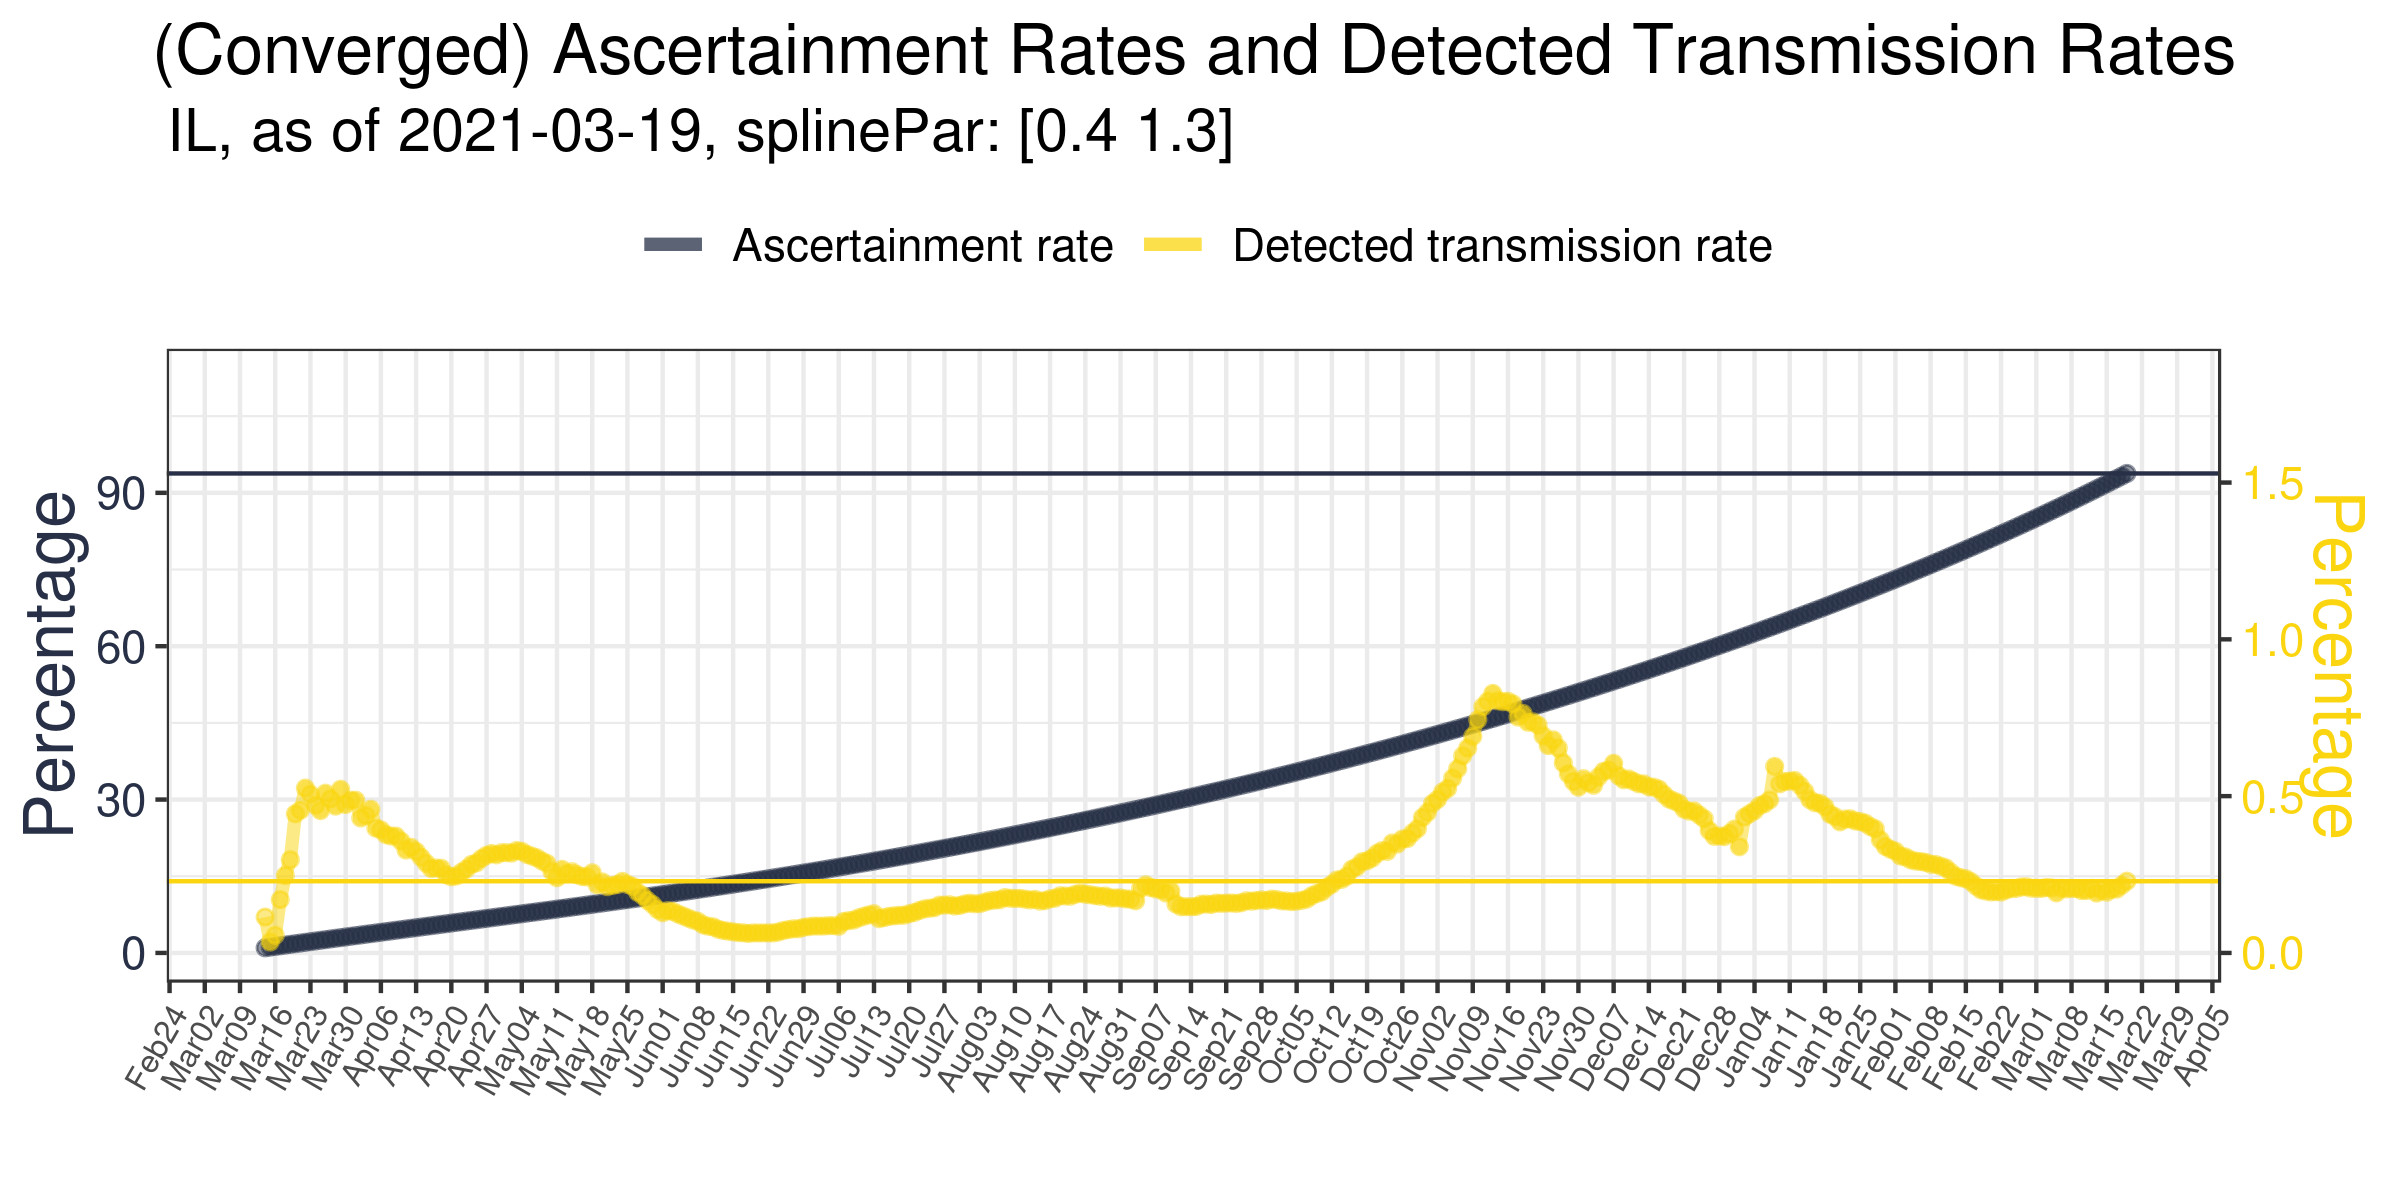 (Converged) Ascertainment Rates and Detected Transmission Rates
IL, as of 2021-03-19, splinePar: [0.4 1.3]
Ascertainment rate
Detected transmission rate
Percentage
90
60
30
0
1.5
1.0
0.5
0.0
Percentage
Feb24
Mar02
Mar09
Mar16
Mar23
Mar30
Apr06
Apr13
Apr20
Apr27
May04
May11
May18
May25
Jun01
Jun08
Jun15
Jun22
Jun29
Jul06
Jul13
Jul20
Jul27
Aug03
Aug10
Aug17
Aug24
Aug31
Sep07
Sep14
Sep21
Sep28
Oct05
Oct12
Oct19
Oct26
Nov02
Nov09
Nov16
Nov23
Nov30
Dec07
Dec14
Dec21
Dec28
Jan04
Jan11
Jan18
Jan25
Feb01
Feb08
Feb15
Feb22
Mar01
Mar08
Mar15
Mar22
Mar29
Apr05